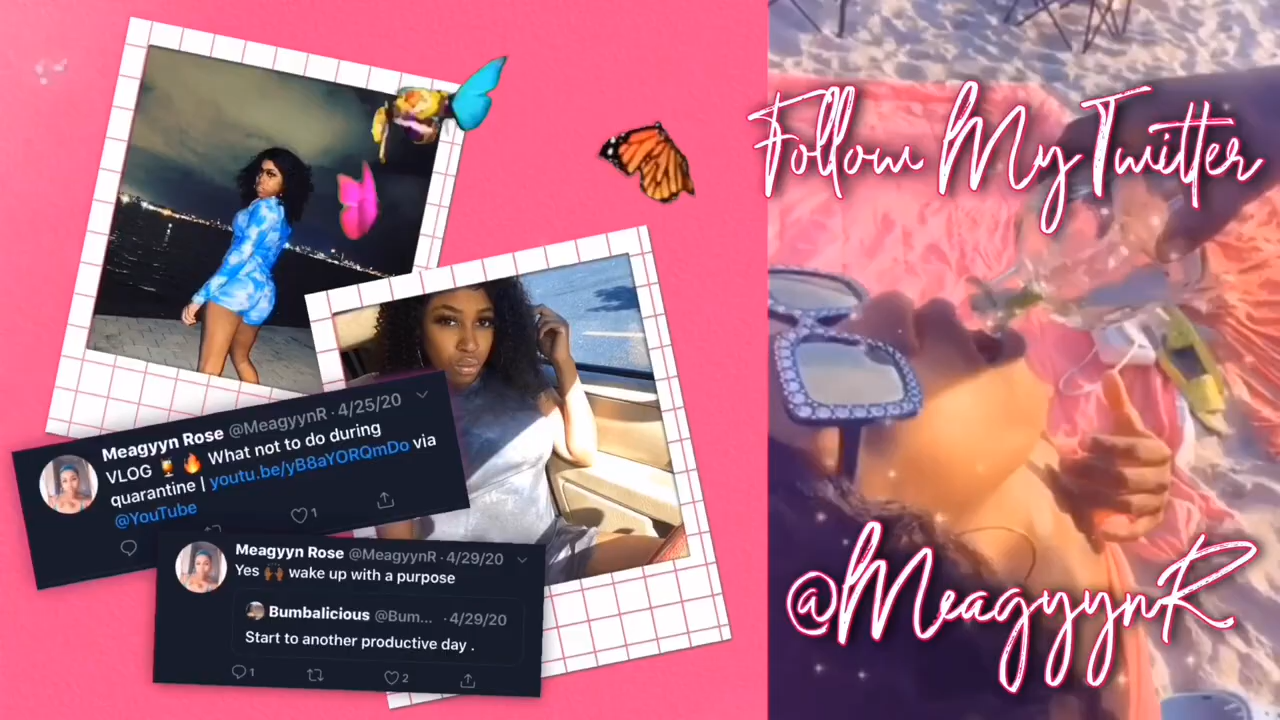 Follow My Twitter
Meagyyn Rose @MeagyynR · 4/25/20
VLOG 🍹🔥 What not to do during
quarantine | youtu.be/yB8aYORQmDo via
@YouTube
1
Meagyyn Rose @MeagyynR · 4/29/20
Yes 🙌🏾 wake up with a purpose
Bumbalicious @Bum... · 4/29/20
Start to another productive day .
1 2
@MeagyynR